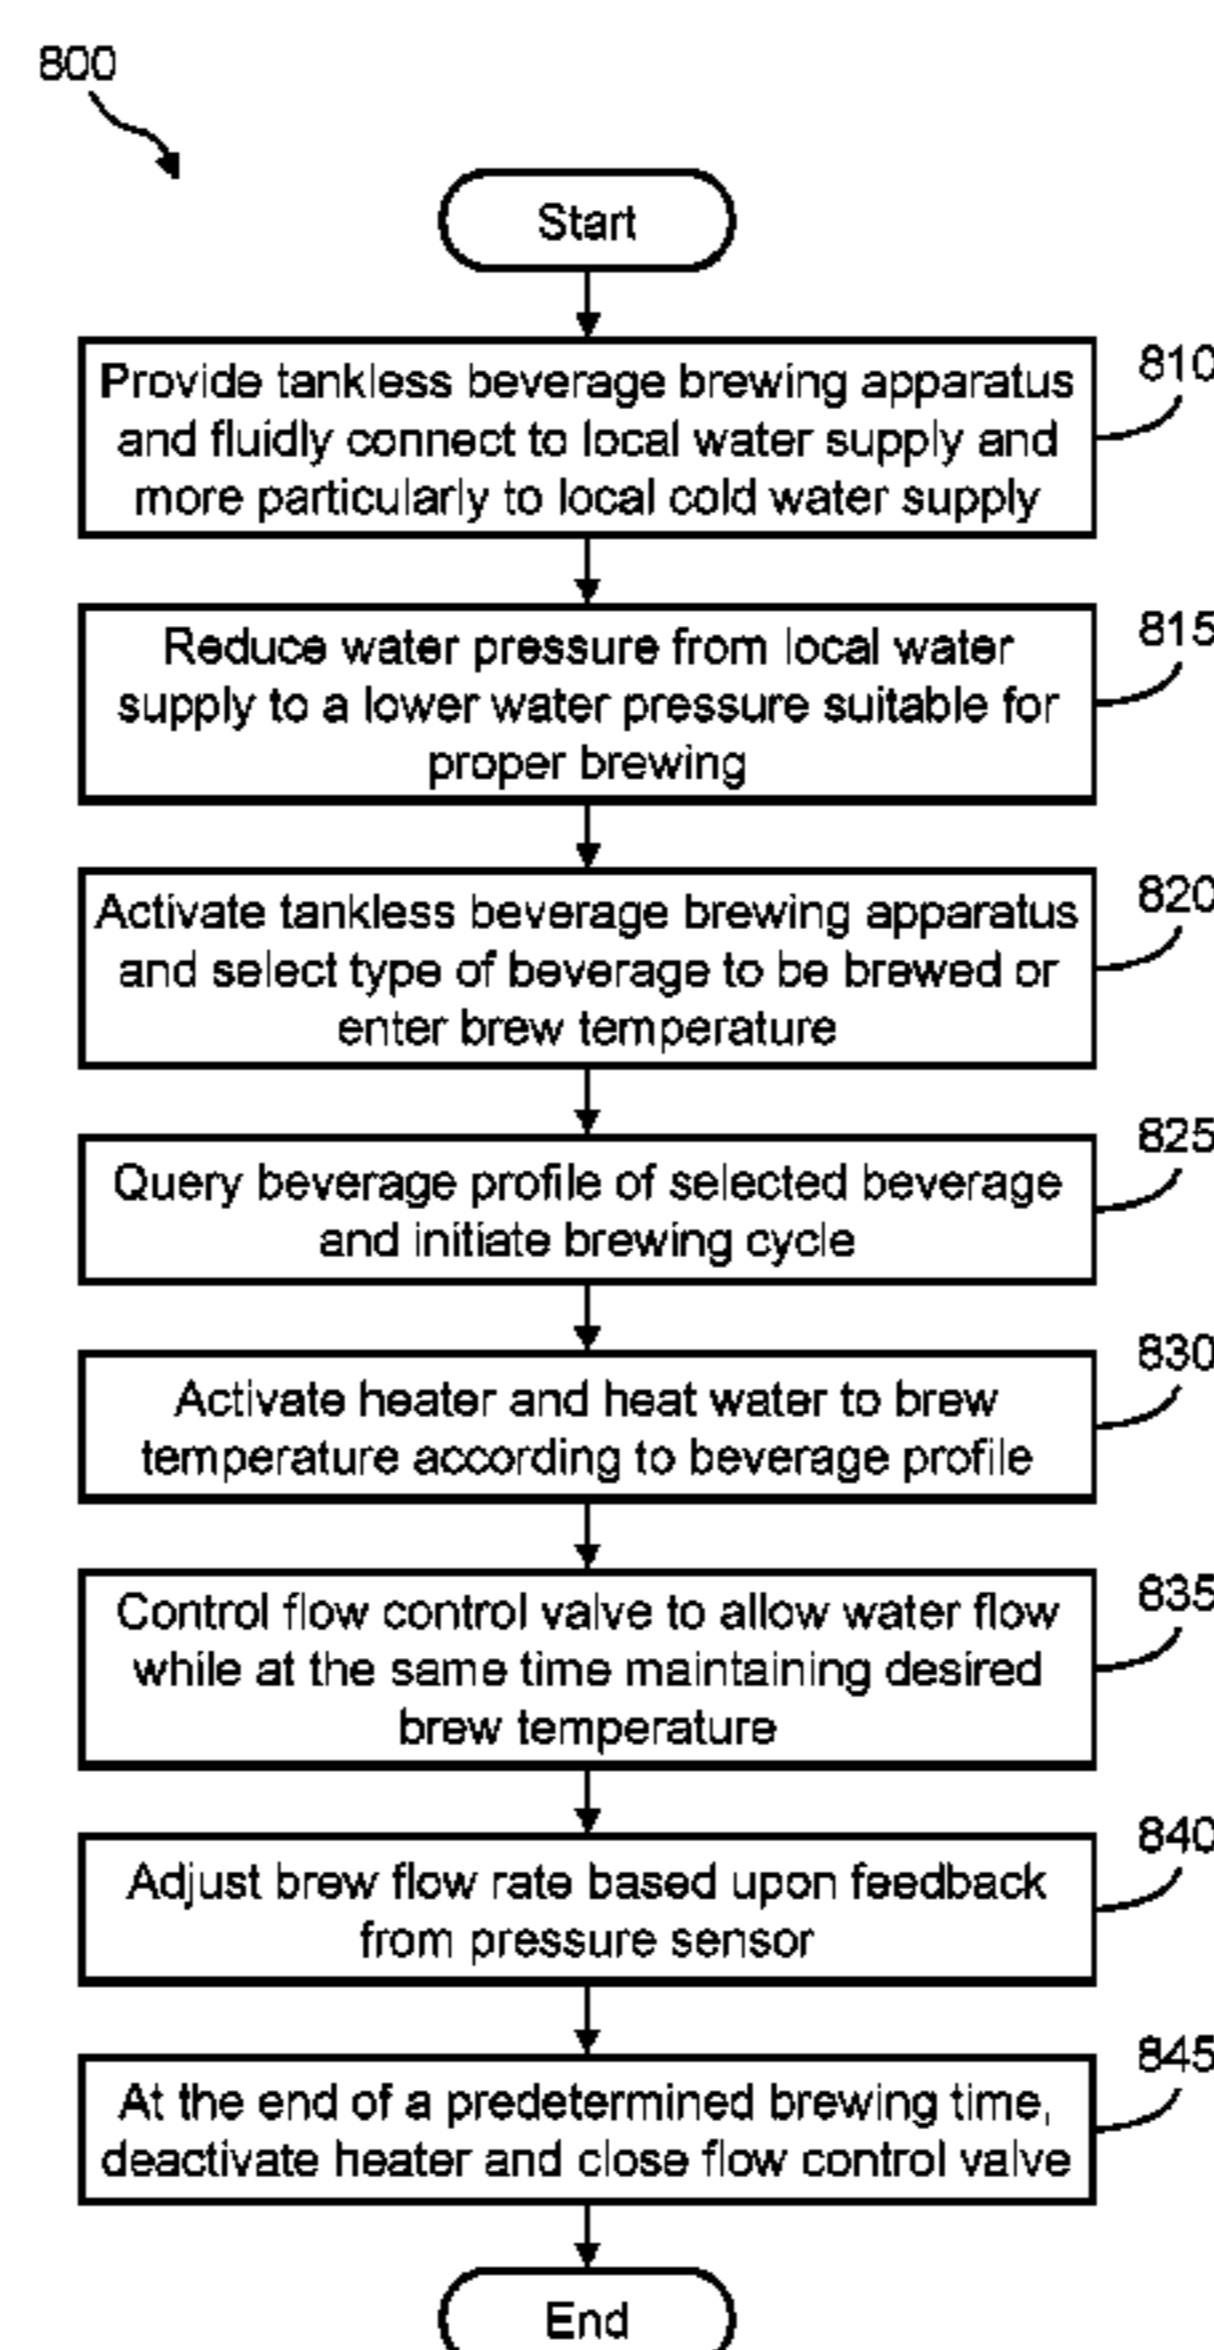 800
Start
Provide tankless beverage brewing apparatus
and fluidly connect to local water supply and
more particularly to local cold water supply
810
Reduce water pressure from local water
supply to a lower water pressure suitable for
proper brewing
815
Activate tankless beverage brewing apparatus
and select type of beverage to be brewed or
enter brew temperature
820
Query beverage profile of selected beverage
and initiate brewing cycle
825
Activate heater and heat water to brew
temperature according to beverage profile
830
Control flow control valve to allow water flow
while at the same time maintaining desired
brew temperature
835
Adjust brew flow rate based upon feedback
from pressure sensor
840
At the end of a predetermined brewing time,
deactivate heater and close flow control valve
845
End